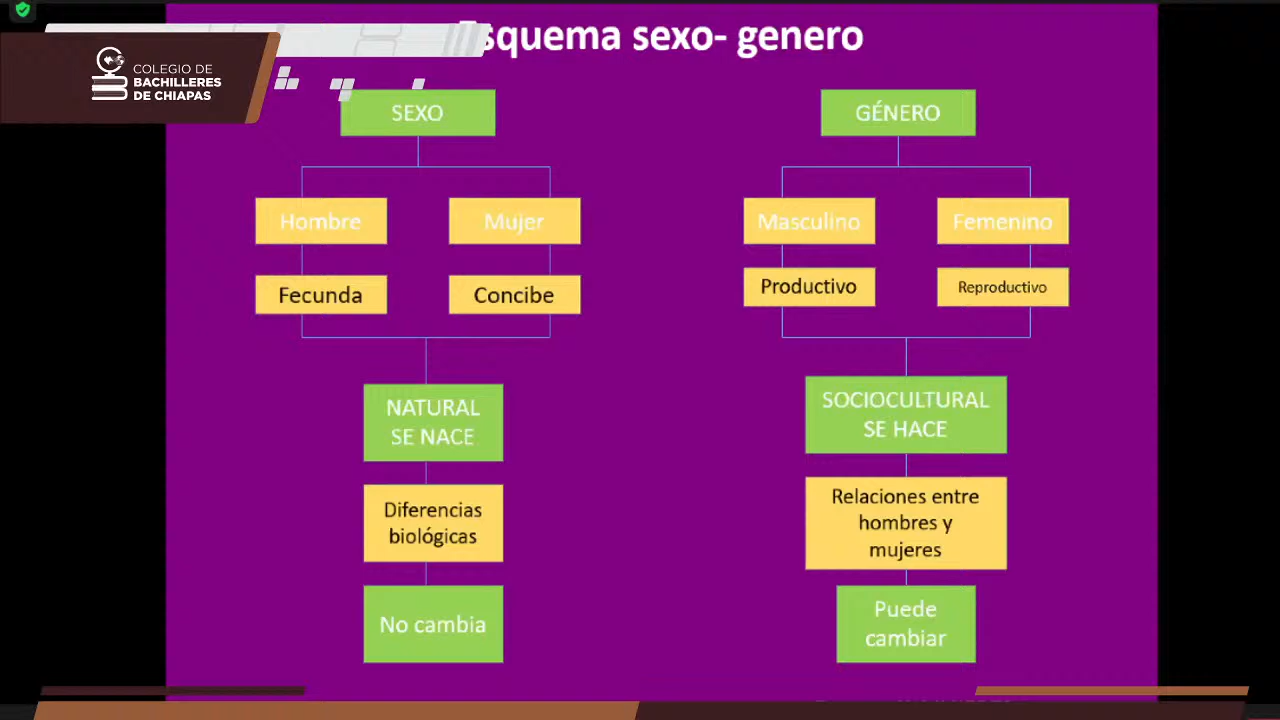 squema sexo- genero
COLEGIO DE
BACHILLERES
DE CHIAPAS
SEXO
Hombre
Mujer
Fecunda
Concibe
NATURAL
SE NACE
Diferencias
biológicas
No cambia
GÉNERO
Masculino
Femenino
Productivo
Reproductivo
SOCIOCULTURAL
SE HACE
Relaciones entre
hombres y
mujeres
Puede
cambiar